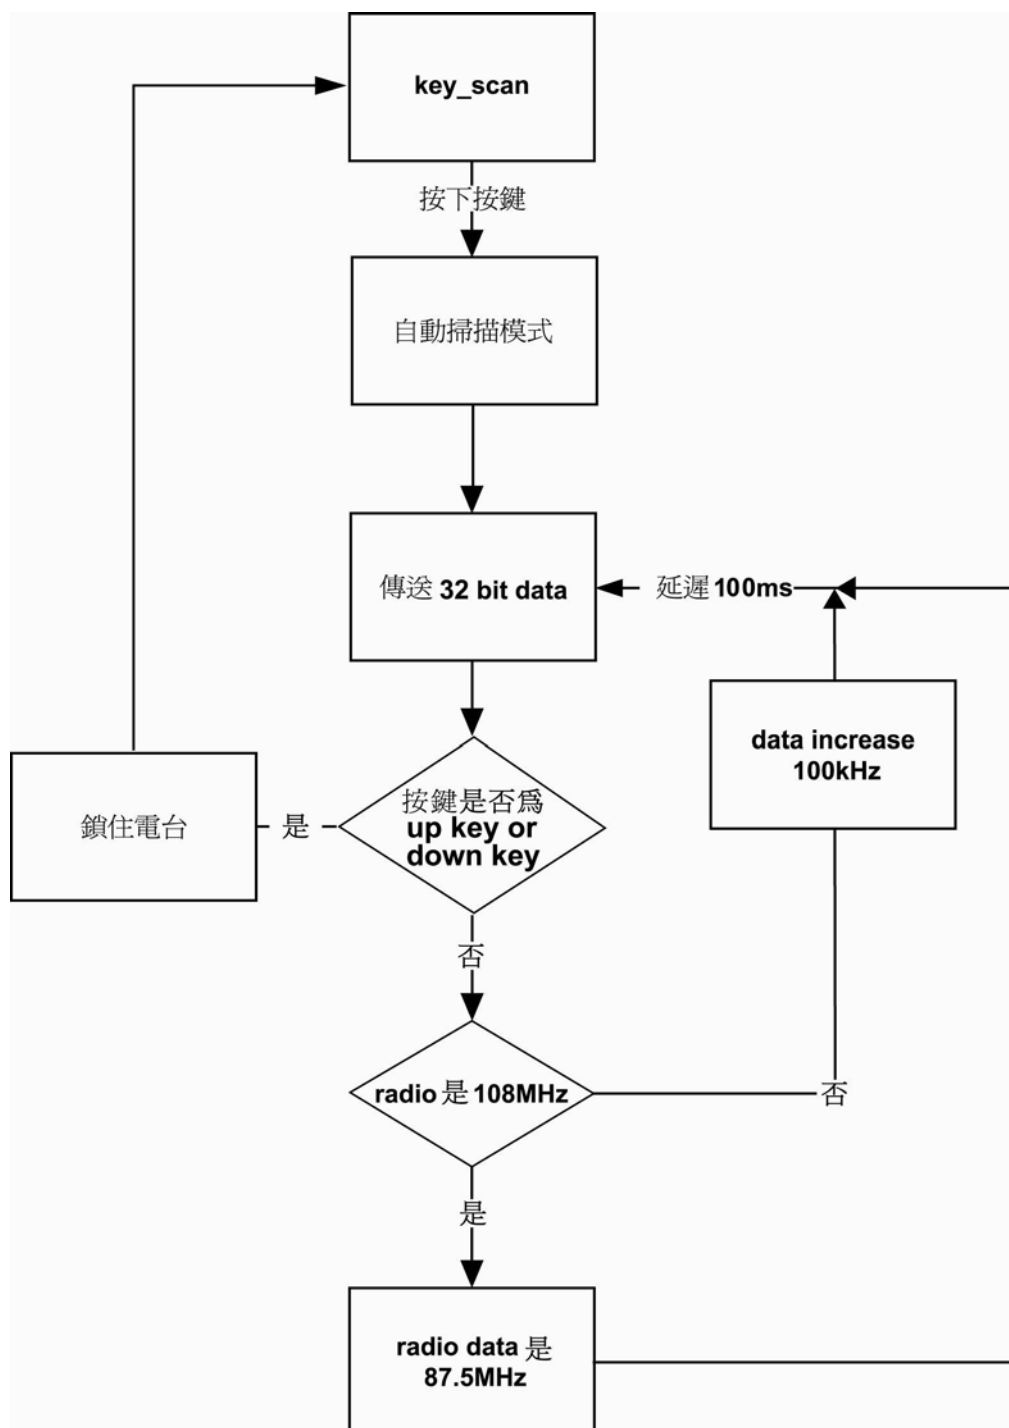 key_scan
按下按鍵
自動掃描模式
傳送 32 bit data
延遲 100ms
data increase
100kHz
按鍵是否爲
up key or
down key
是
鎖住電台
否
radio 是 108MHz
否
是
radio data 是
87.5MHz